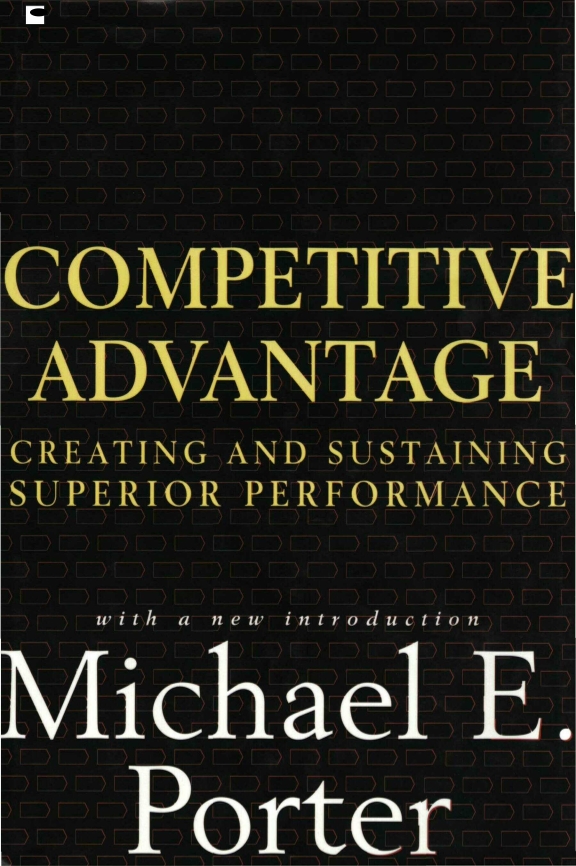 COMPETITIVE
ADVANTAGE
CREATING AND SUSTAINING
SUPERIOR PERFORMANCE
with a new introduction
Michael E.
Porter